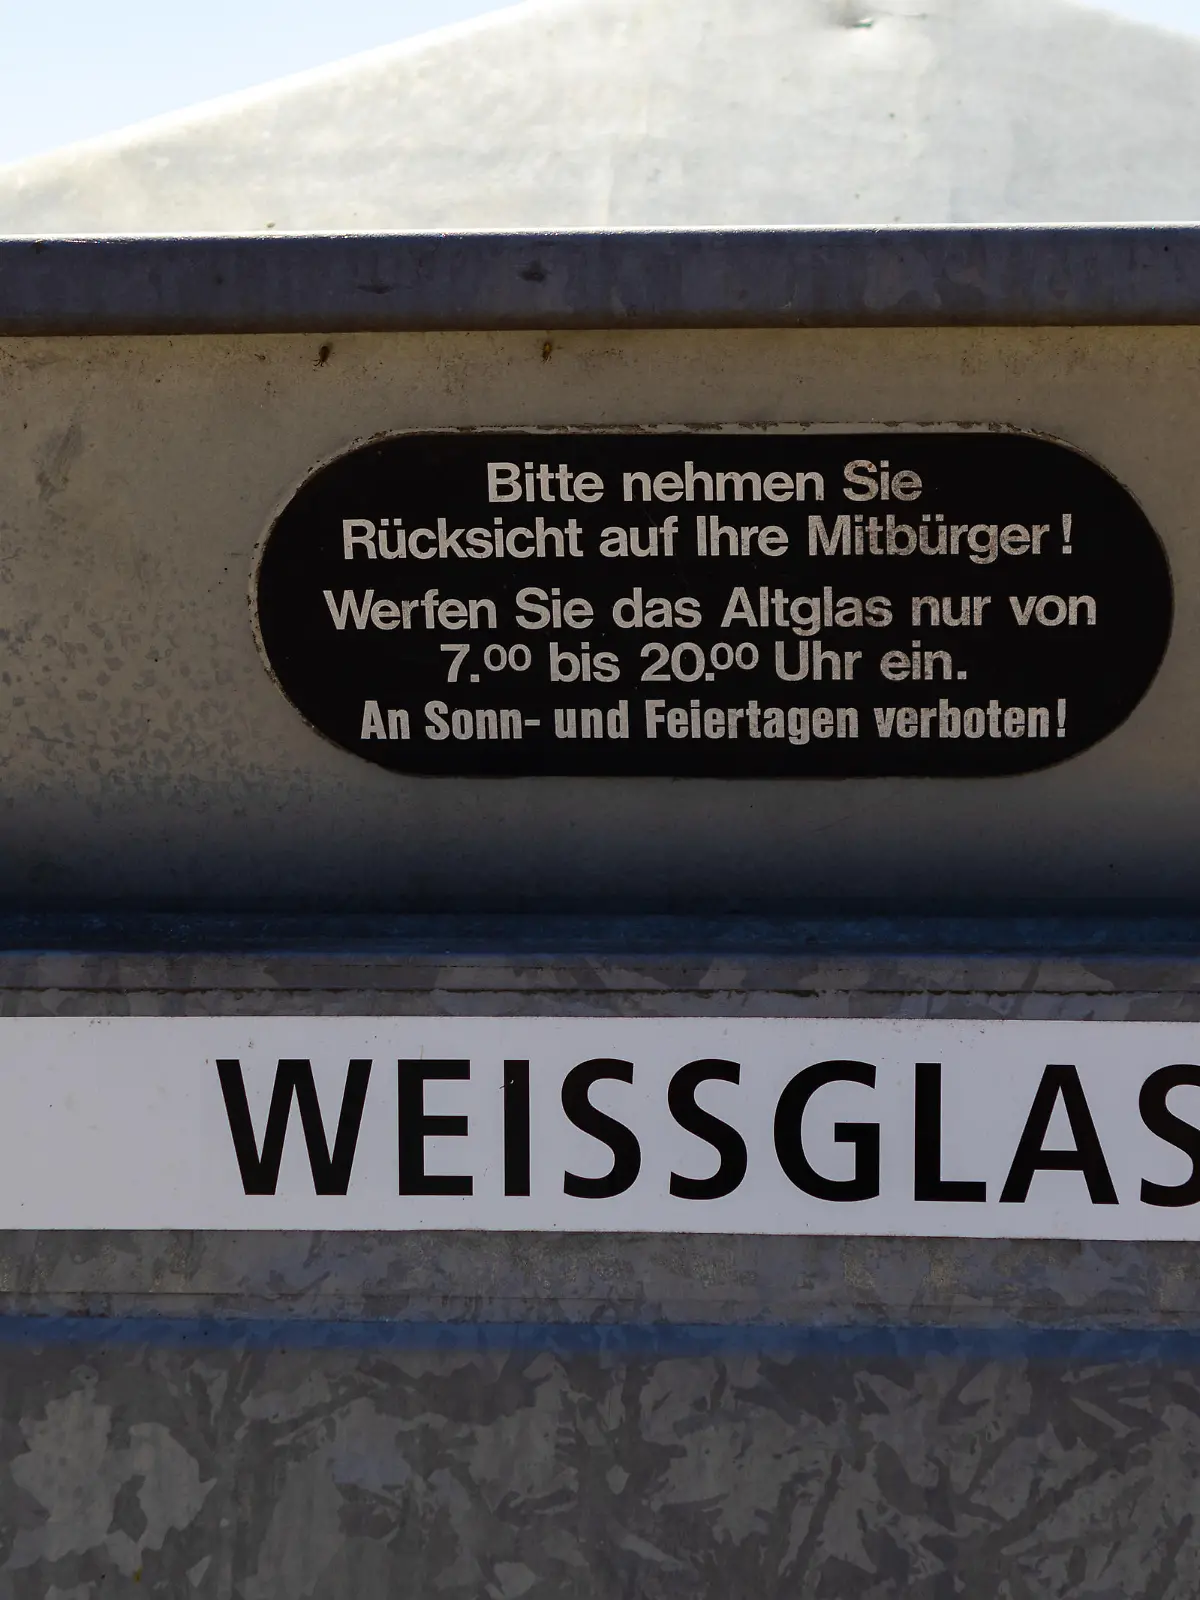 Bitte nehmen Sie
Rücksicht auf Ihre Mitbürger!
Werfen Sie das Altglas nur von
7.00 bis 20.00 Uhr ein.
An Sonn- und Feiertagen verboten!
WEISSGLAS